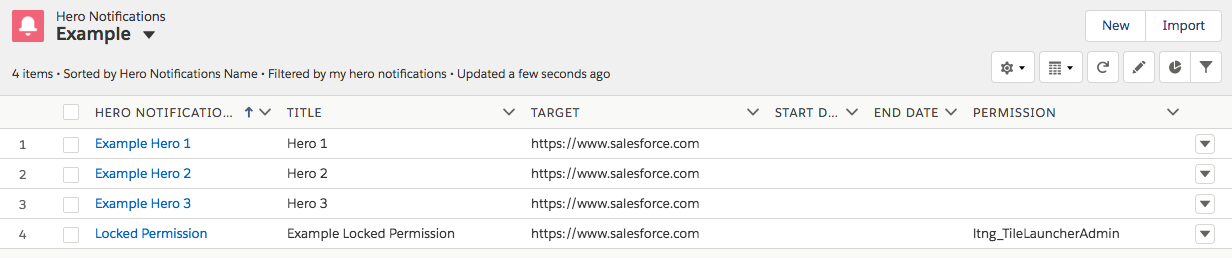 Hero Notifications
Example
New Import
4 items • Sorted by Hero Notifications Name • Filtered by my hero notifications • Updated a few seconds ago
HERO NOTIFICATIO... TITLE TARGET START D... END DATE PERMISSION
1 Example Hero 1 Hero 1 https://www.salesforce.com
2 Example Hero 2 Hero 2 https://www.salesforce.com
3 Example Hero 3 Hero 3 https://www.salesforce.com
4 Locked Permission Example Locked Permission https://www.salesforce.com ltng_TileLauncherAdmin